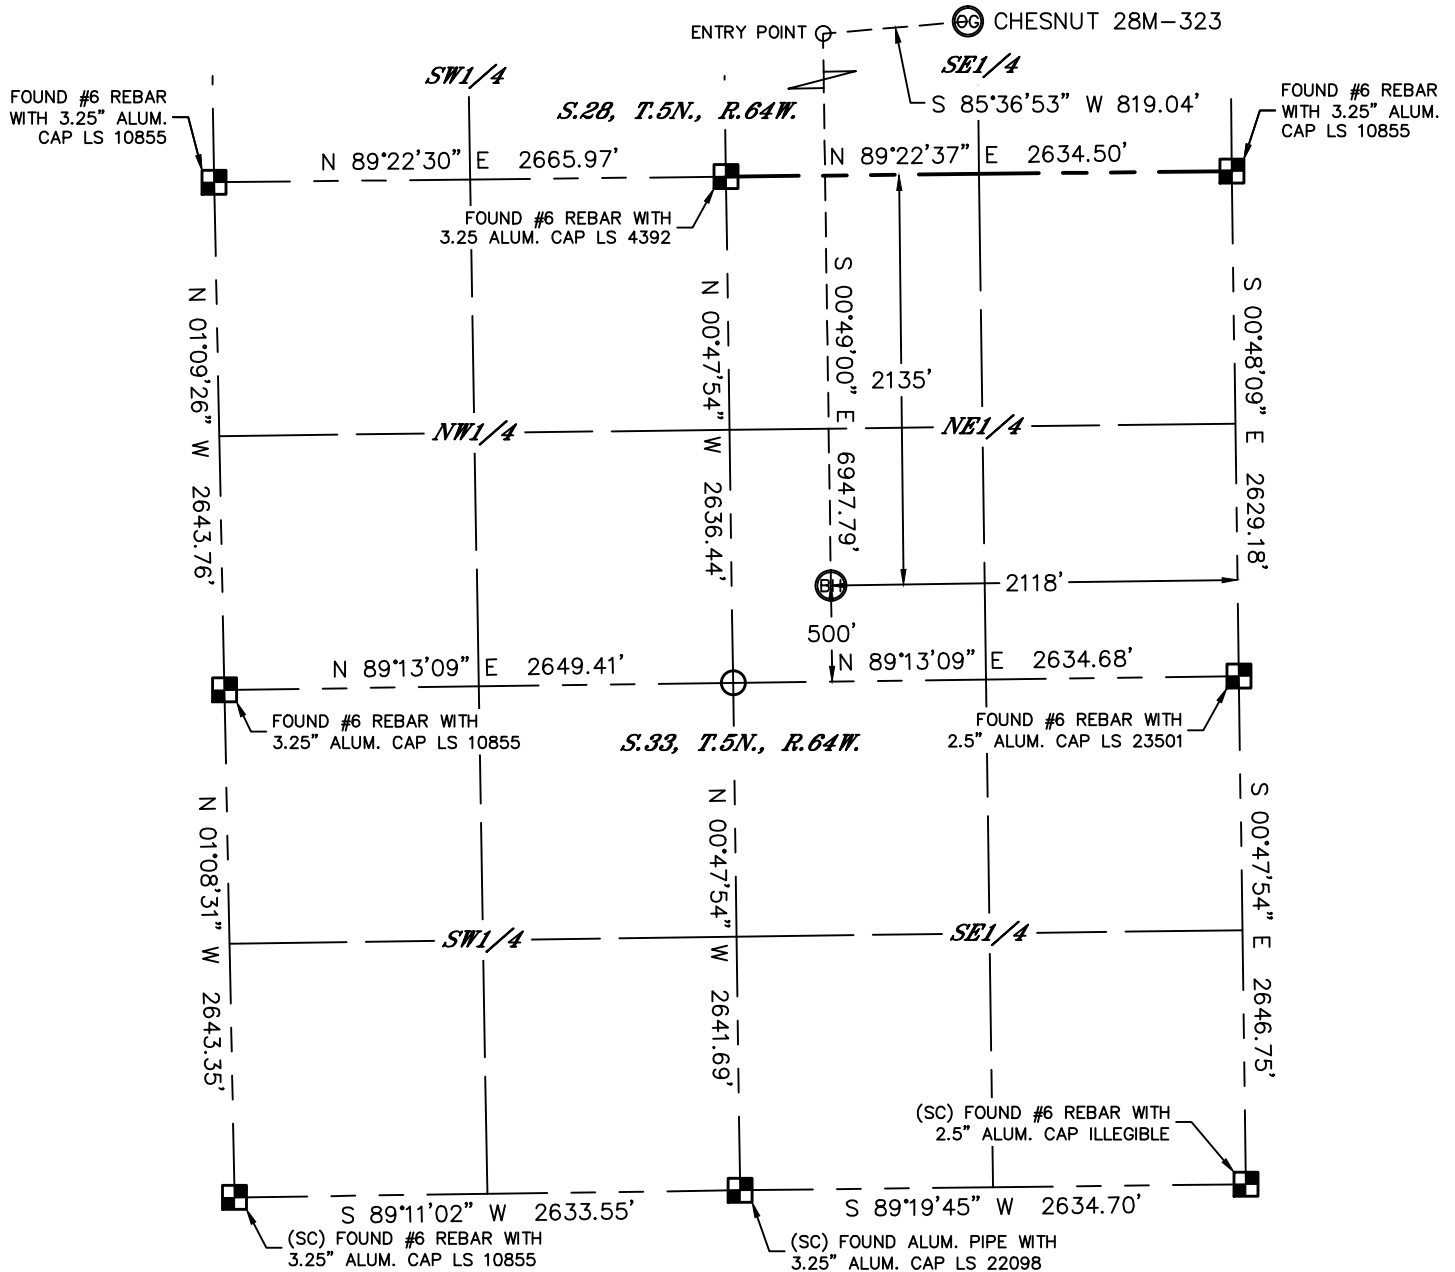 ENTRY POINT
OG CHESNUT 28M-323
SW1/4
SE1/4
FOUND #6 REBAR
WITH 3.25" ALUM.
CAP LS 10855
S.28, T.5N., R.64W.
S 85°36'53" W 819.04'
FOUND #6 REBAR
WITH 3.25" ALUM.
CAP LS 10855
N 89°22'30" E 2665.97'
N 89°22'37" E 2634.50'
FOUND #6 REBAR WITH
3.25 ALUM. CAP LS 4392
N 01°09'26" W 2643.76'
N 00°47'54" W 2636.44'
S 00°49'00" E 6947.79'
2135'
S 00°48'09" E 2629.18'
NW1/4
NE1/4
BH
2118'
500'
N 89°13'09" E 2649.41'
N 89°13'09" E 2634.68'
FOUND #6 REBAR WITH
3.25" ALUM. CAP LS 10855
FOUND #6 REBAR WITH
2.5" ALUM. CAP LS 23501
S.33, T.5N., R.64W.
N 01°08'31" W 2643.35'
N 00°47'54" W 2641.69'
S 00°47'54" E 2646.75'
SW1/4
SE1/4
(SC) FOUND #6 REBAR WITH
2.5" ALUM. CAP ILLEGIBLE
S 89°11'02" W 2633.55'
S 89°19'45" W 2634.70'
(SC) FOUND #6 REBAR WITH
3.25" ALUM. CAP LS 10855
(SC) FOUND ALUM. PIPE WITH
3.25" ALUM. CAP LS 22098